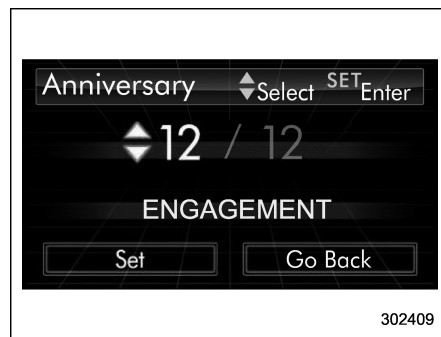 Anniversary Select SET Enter
12 / 12
ENGAGEMENT
Set Go Back
302409